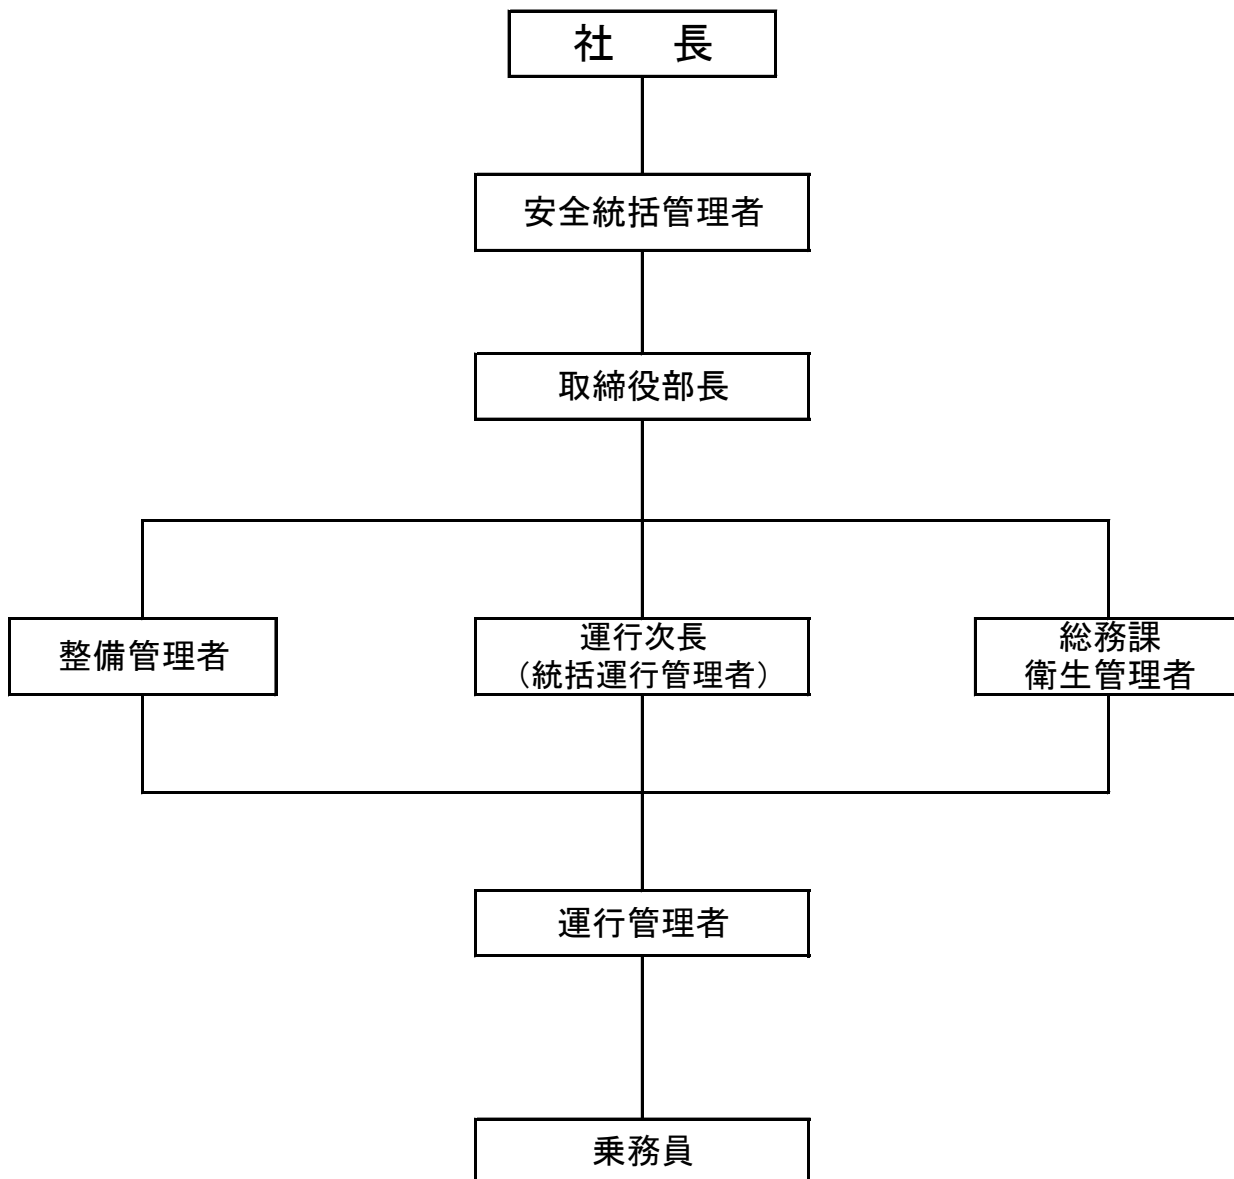 社　長
安全統括管理者
取締役部長
整備管理者
運行次長
（統括運行管理者）
総務課
衛生管理者
運行管理者
乗務員